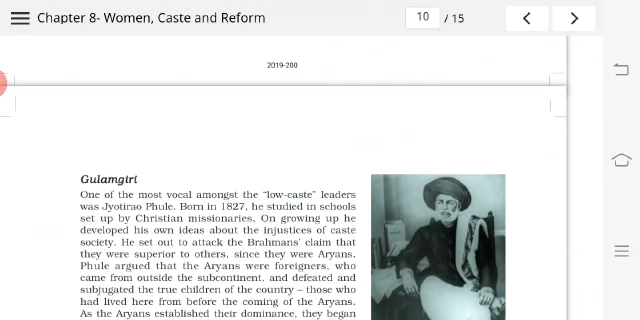 Chapter 8- Women, Caste and Reform
10 / 15
2019-200
Gulamgiri
One of the most vocal amongst the “low-caste” leaders
was Jyotirao Phule. Born in 1827, he studied in schools
set up by Christian missionaries. On growing up he
developed his own ideas about the injustices of caste
society. He set out to attack the Brahmans’ claim that
they were superior to others, since they were Aryans.
Phule argued that the Aryans were foreigners, who
came from outside the subcontinent, and defeated and
subjugated the true children of the country – those who
had lived here from before the coming of the Aryans.
As the Aryans established their dominance, they began